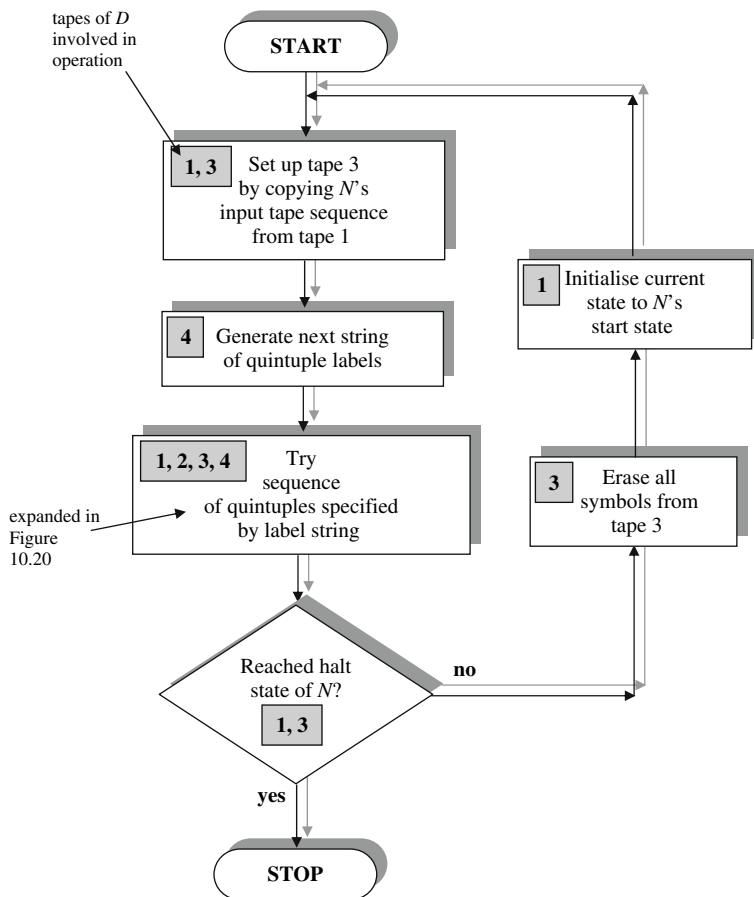 tapes of D
involved in
operation
START
1, 3
Set up tape 3
by copying N's
input tape sequence
from tape 1
4
Generate next string
of quintuple labels
1, 2, 3, 4
Try
sequence
of quintuples specified
by label string
expanded in
Figure
10.20
Reached halt
state of N?
1, 3
no
yes
STOP
3
Erase all
symbols from
tape 3
1
Initialise current
state to N's
start state